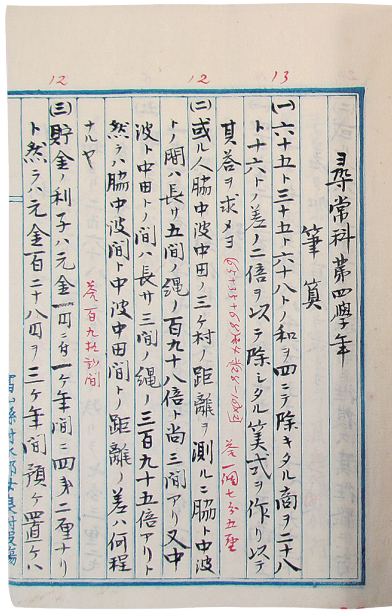 尋常科第四學年
筆算
13
(一)六十五ト三十五ト六十八トノ和ヲ四ニテ除キタル商ヲ二十八
ト十六トノ差ノ二倍ヲ以テ除シタル算式ヲ作リ以テ
其答ヲ求メヨ
答 一個七分五厘
12
(二)或ル人脇中波中田ノ三ケ村ノ距離ヲ測ルニ脇ト中波
トノ間ハ長サ五間ノ繩ノ百九十八倍ト尚三間アリ又中
波ト中田トノ間ハ長サ三間ノ繩ノ三百九十五倍アリト
然ラハ脇中波間ト中波中田間トノ距離ノ差ハ何程
ナルヤ
答 百九拾
12
(三)貯金ノ利子ハ元金一円ニ付一ケ年間ニ四錢二厘ナリ
ト然ラハ元金百二十八円ヲ三ケ年間預ケ置ケハ